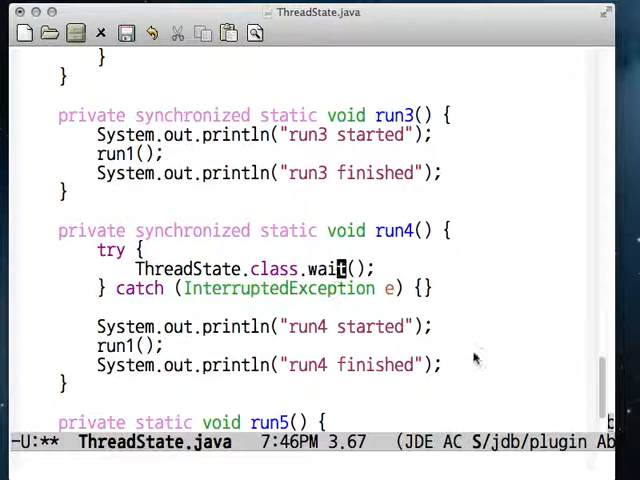 ThreadState.java
}
}
private synchronized static void run3() {
System.out.println("run3 started");
run1();
System.out.println("run3 finished");
}
private synchronized static void run4() {
try {
ThreadState.class.wait();
} catch (InterruptedException e) {}
System.out.println("run4 started");
run1();
System.out.println("run4 finished");
}
private static void run5() {
-U:** ThreadState.java 7:46PM 3.67 (JDE AC S/jdb/plugin Ab